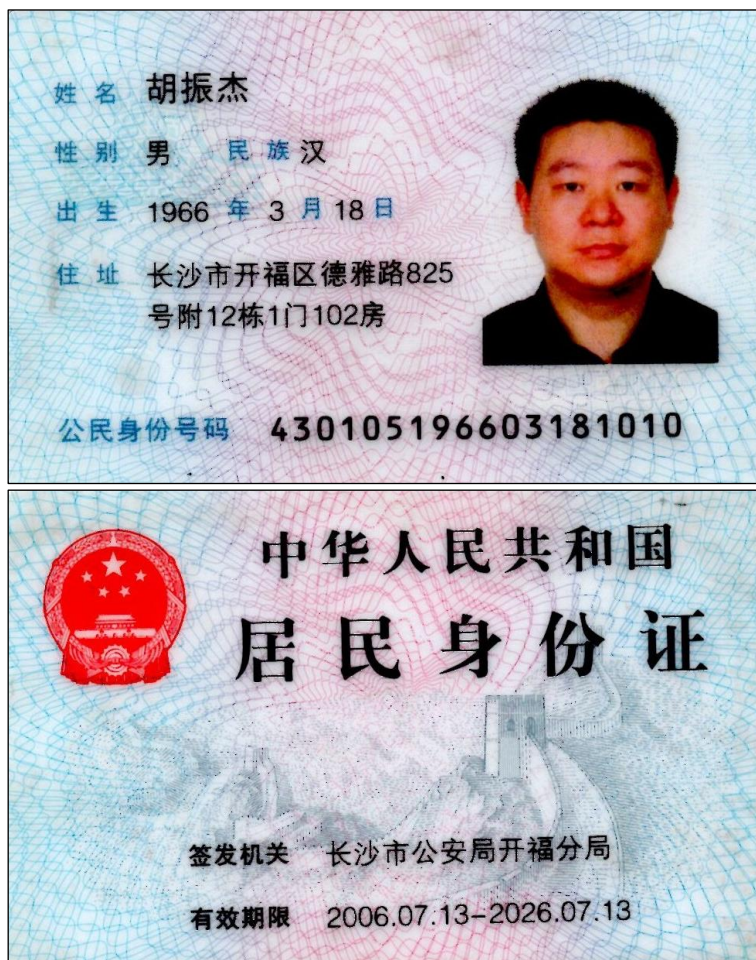 姓名 胡振杰
性别 男 民族 汉
出生 1966 年 3 月 18 日
住址 长沙市开福区德雅路825
号附12栋1门102房
公民身份号码 430105196603181010
中华人民共和国
居民身份证
签发机关 长沙市公安局开福分局
有效期限 2006.07.13-2026.07.13